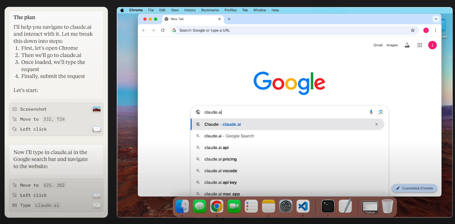 The plan
I'll help you navigate to claude.ai
and interact with it. Let me break
this down into steps:
1. First, let's open Chrome
2. Then we'll go to claude.ai
3. Once loaded, we'll type the
request
4. Finally, submit the request
Let's start:
Screenshot
Move to 332, 734
Left click
Now I'll type in claude.ai in the
Google search bar and navigate
to the website:
Move to 525, 382
Left click
Type claude.ai
Chrome File Edit View History Bookmarks Profiles Tab Window Help
New Tab
Search Google or type a URL
Gmail Images
Google
claude.ai
Claude - claude.ai
claude.ai - Google Search
claude.ai api
claude.ai pricing
claude.ai vscode
claude.ai api key
claude.ai mac app
Customize Chrome